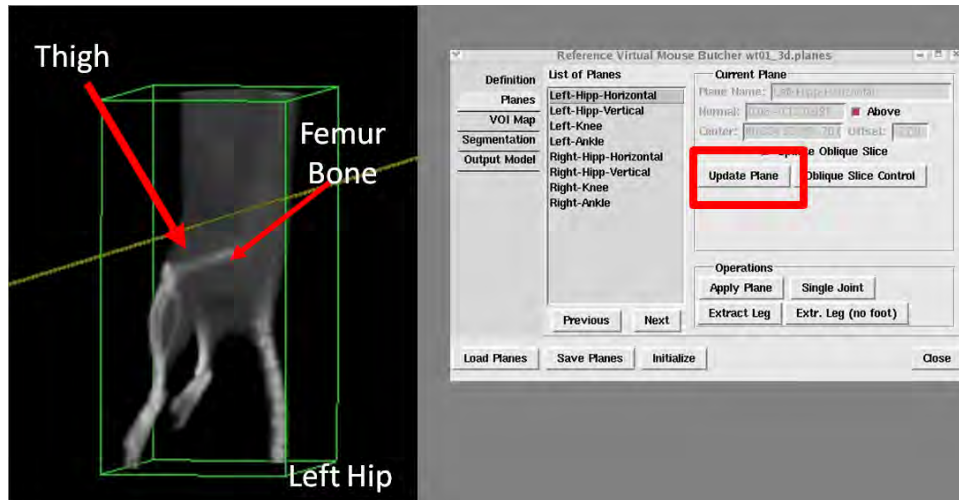 Thigh
Femur
Bone
Left Hip
Reference Virtual Mouse Butcher wt01_3d.planes
Definition
Planes
VOI Map
Segmentation
Output Model
List of Planes
Left-Hipp-Horizontal
Left-Hipp-Vertical
Left-Knee
Left-Ankle
Right-Hipp-Horizontal
Right-Hipp-Vertical
Right-Knee
Right-Ankle
Previous Next
Current Plane
Plane Name: Left-Hipp-Horizontal
Normal: Above
Center: Offset:
Oblique Slice
Update Plane Oblique Slice Control
Operations
Apply Plane Single Joint
Extract Leg Extr. Leg (no foot)
Load Planes Save Planes Initialize Close